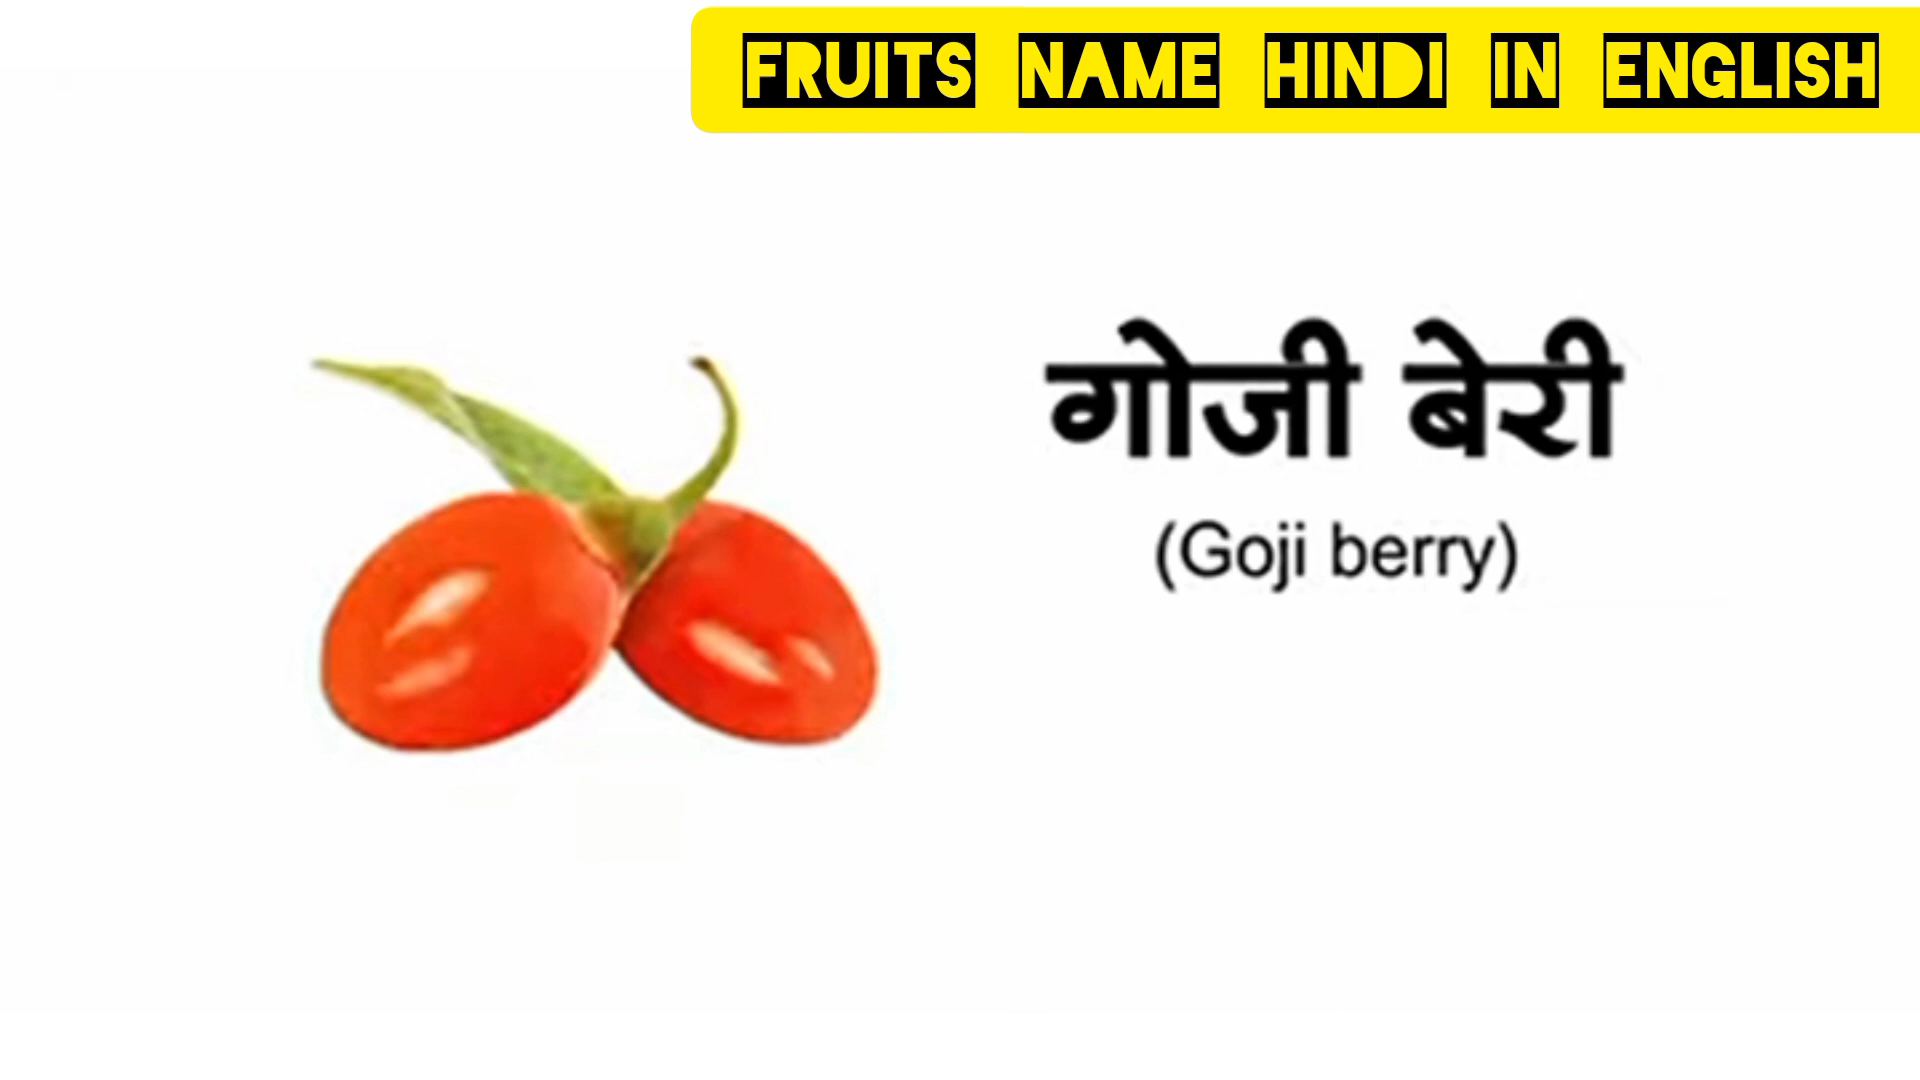 FRUITS NAME HINDI IN ENGLISH
गोजी बेरी
(Goji berry)